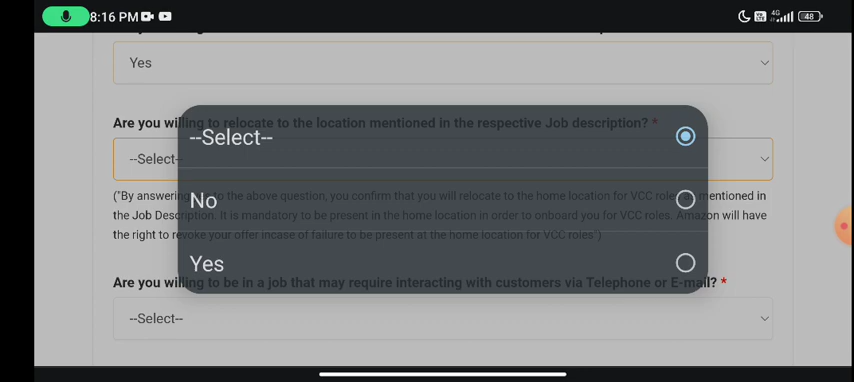 8:16 PM
4G
48
Yes
Are you willing to relocate to the location mentioned in the respective Job description? *
--Select--
--Select--
("By answering to the above question, you confirm that you will relocate to the home location for VCC roles mentioned in
No
the Job Description. It is mandatory to be present in the home location in order to onboard you for VCC roles. Amazon will have
the right to revoke your offer incase of failure to be present at the home location for VCC roles")
Yes
Are you willing to be in a job that may require interacting with customers via Telephone or E-mail? *
--Select--